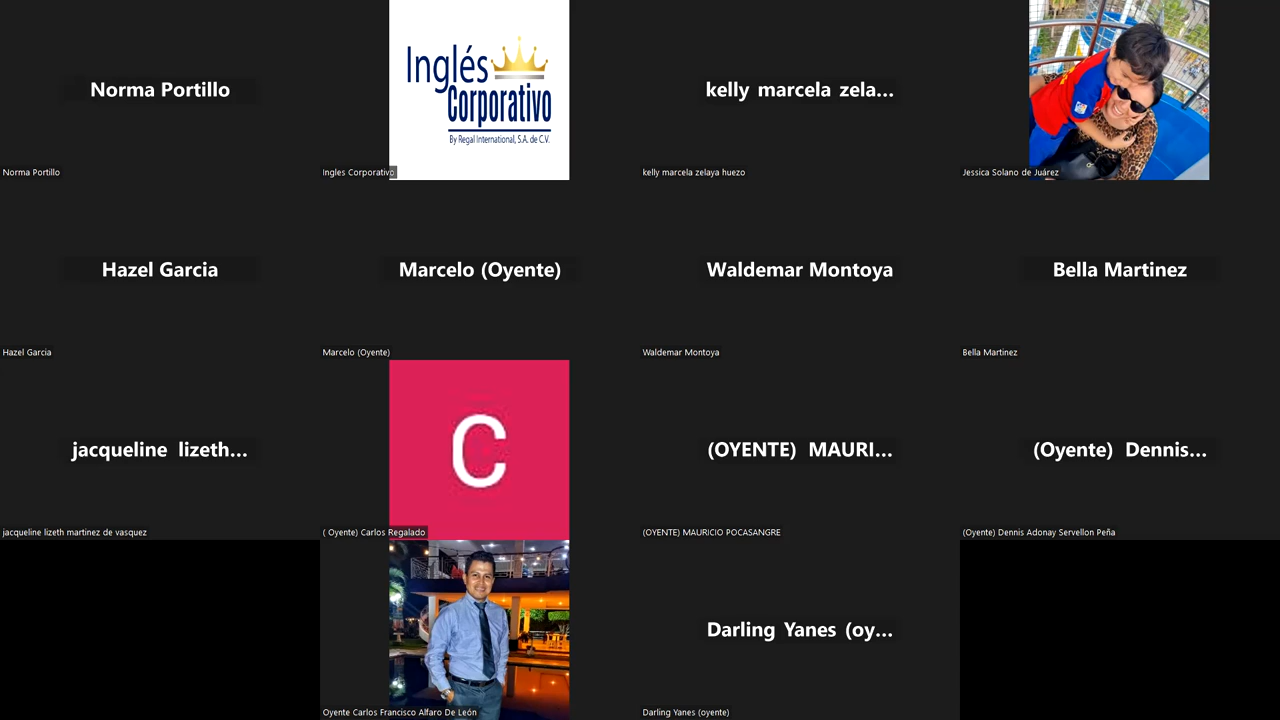 Norma Portillo
Norma Portillo
Inglés
Corporativo
By Regal International, S.A. de C.V.
Ingles Corporativo
kelly marcela zela...
kelly marcela zelaya huezo
Jessica Solano de Juárez
Hazel Garcia
Hazel Garcia
Marcelo (Oyente)
Marcelo (Oyente)
Waldemar Montoya
Waldemar Montoya
Bella Martinez
Bella Martinez
jacqueline lizeth...
jacqueline lizeth martinez de vasquez
C
( Oyente) Carlos Regalado
(OYENTE) MAURI...
(OYENTE) MAURICIO POCASANGRE
(Oyente) Dennis...
(Oyente) Dennis Adonay Servellon Peña
Oyente Carlos Francisco Alfaro De León
Darling Yanes (oy...
Darling Yanes (oyente)